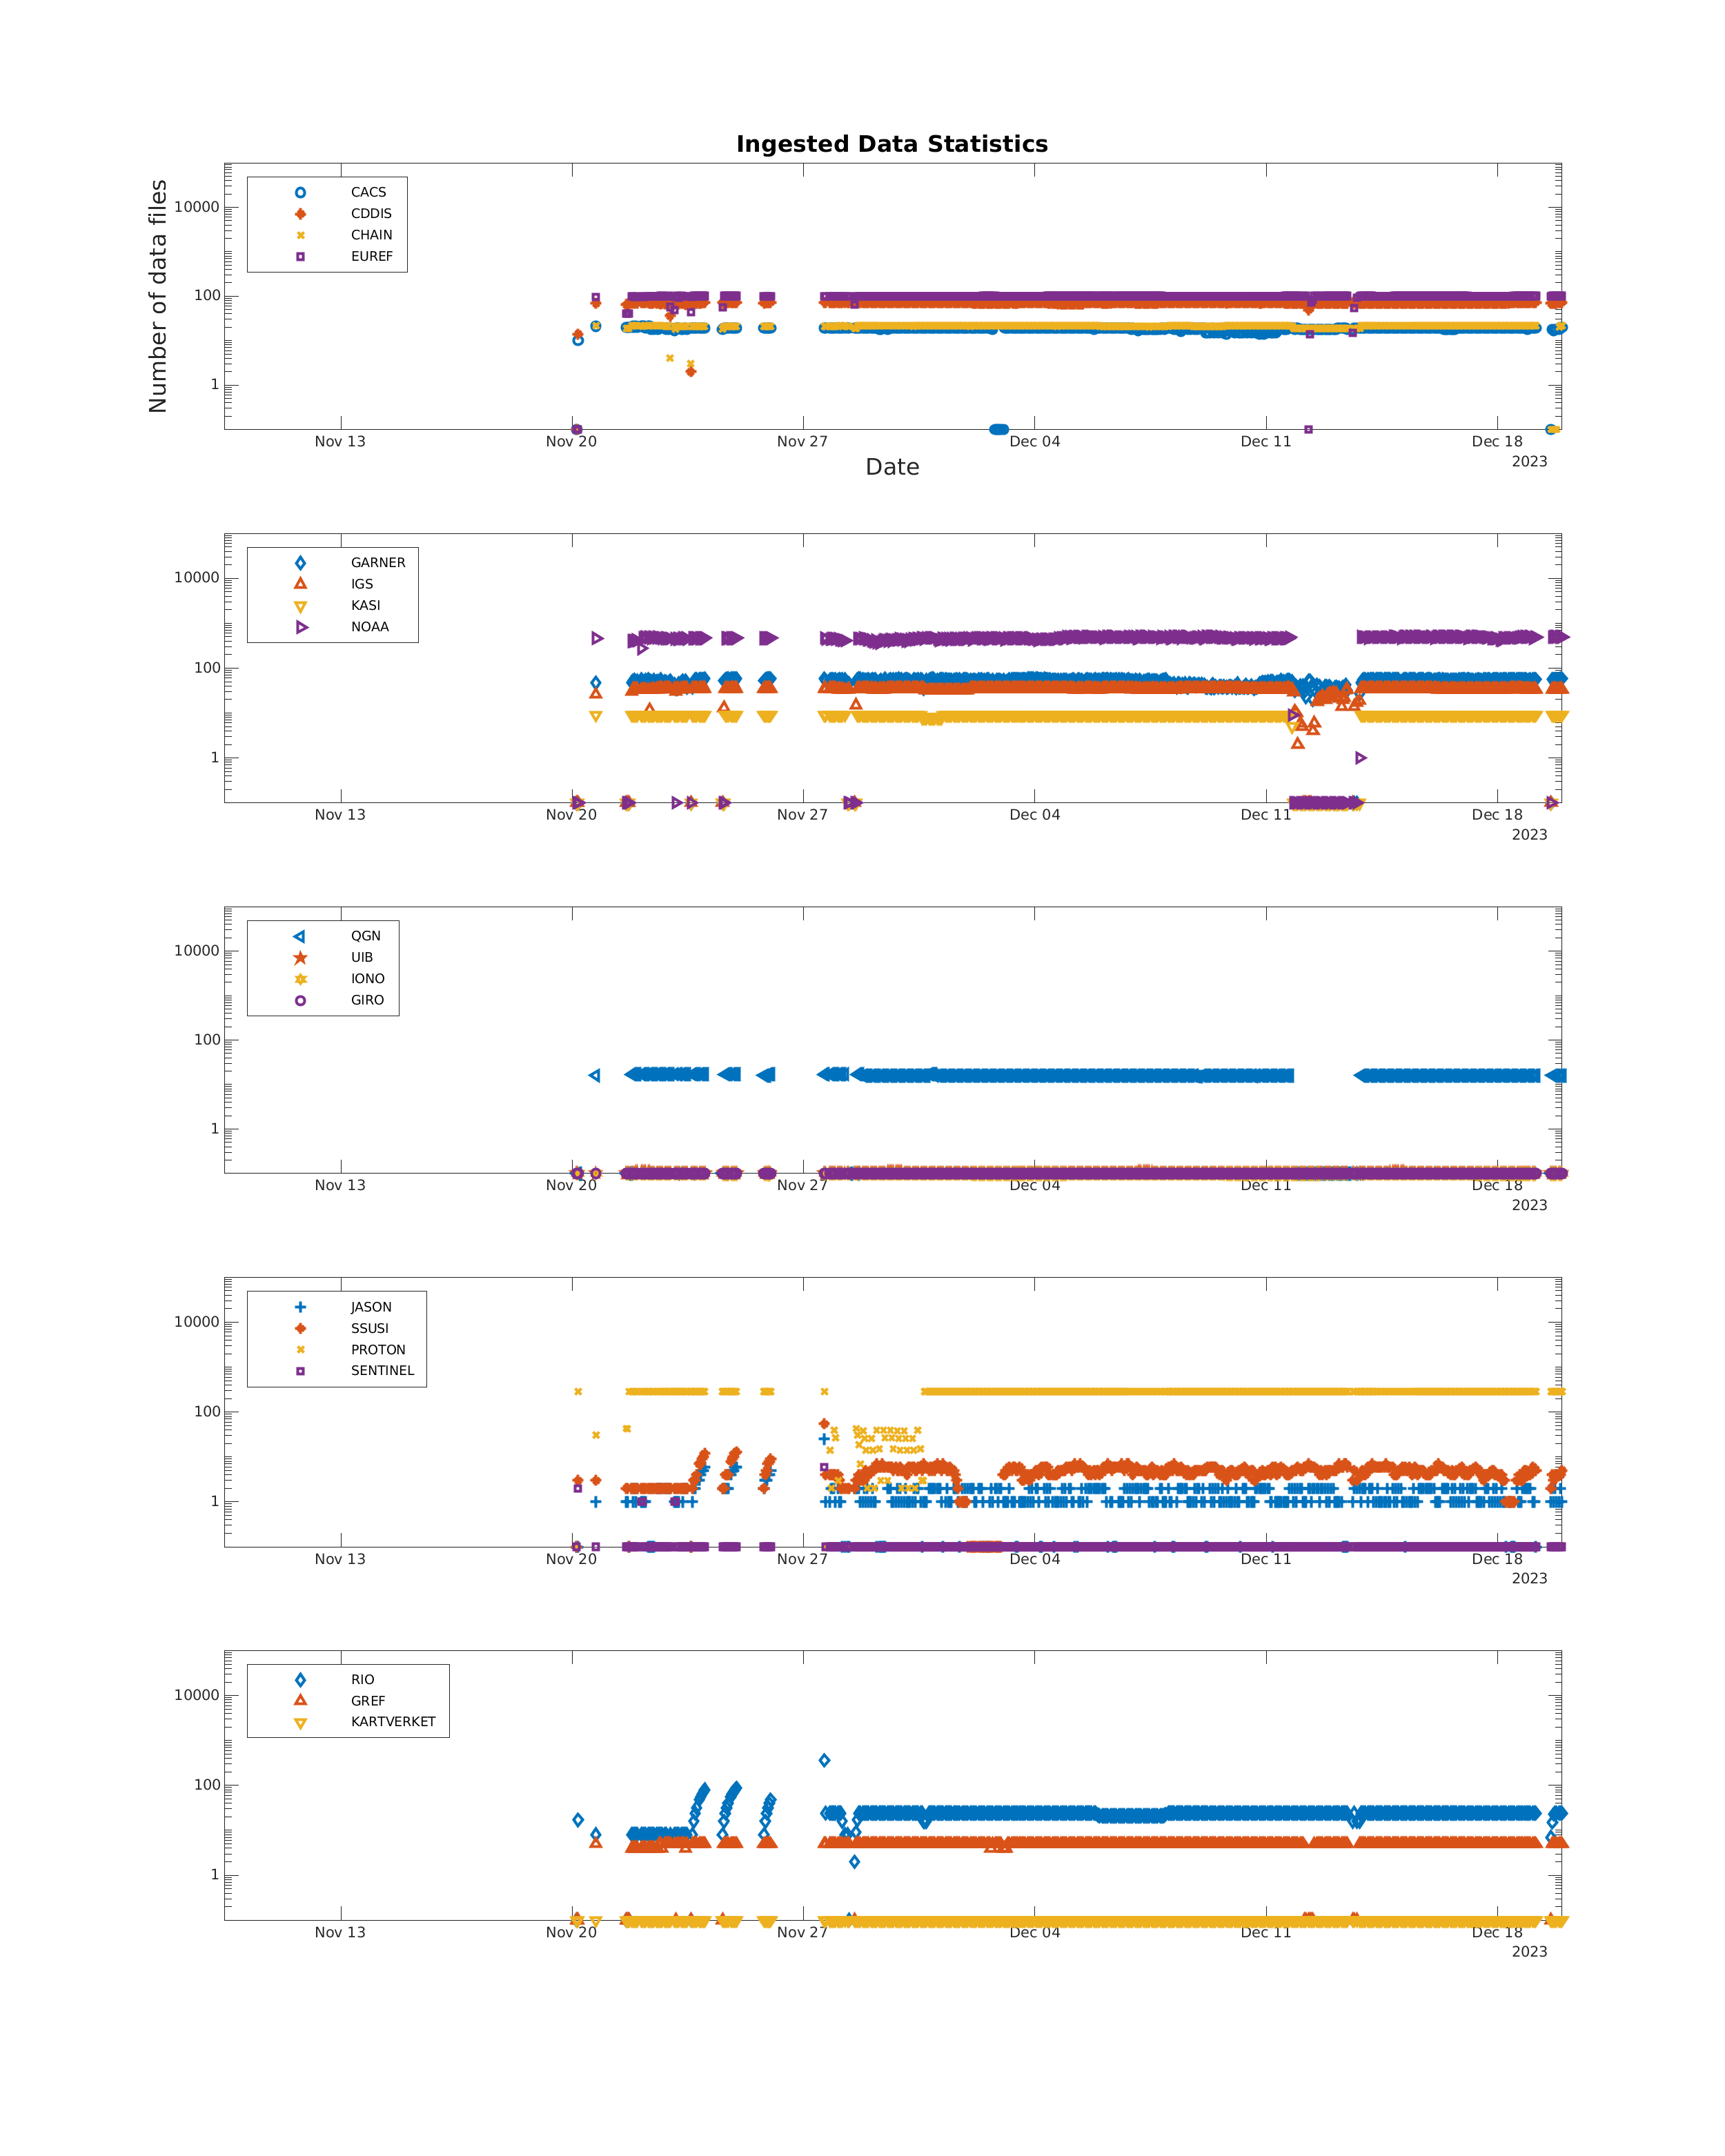 Ingested Data Statistics
Number of data files
10000
100
1
CACS
CDDIS
CHAIN
EUREF
Nov 13 Nov 20 Nov 27 Dec 04 Dec 11 Dec 18
2023
Date
10000
100
1
GARNER
IGS
KASI
NOAA
Nov 13 Nov 20 Nov 27 Dec 04 Dec 11 Dec 18
2023
10000
100
1
QGN
UIB
IONO
GIRO
Nov 13 Nov 20 Nov 27 Dec 04 Dec 11 Dec 18
2023
10000
100
1
JASON
SSUSI
PROTON
SENTINEL
Nov 13 Nov 20 Nov 27 Dec 04 Dec 11 Dec 18
2023
10000
100
1
RIO
GREF
KARTVERKET
Nov 13 Nov 20 Nov 27 Dec 04 Dec 11 Dec 18
2023